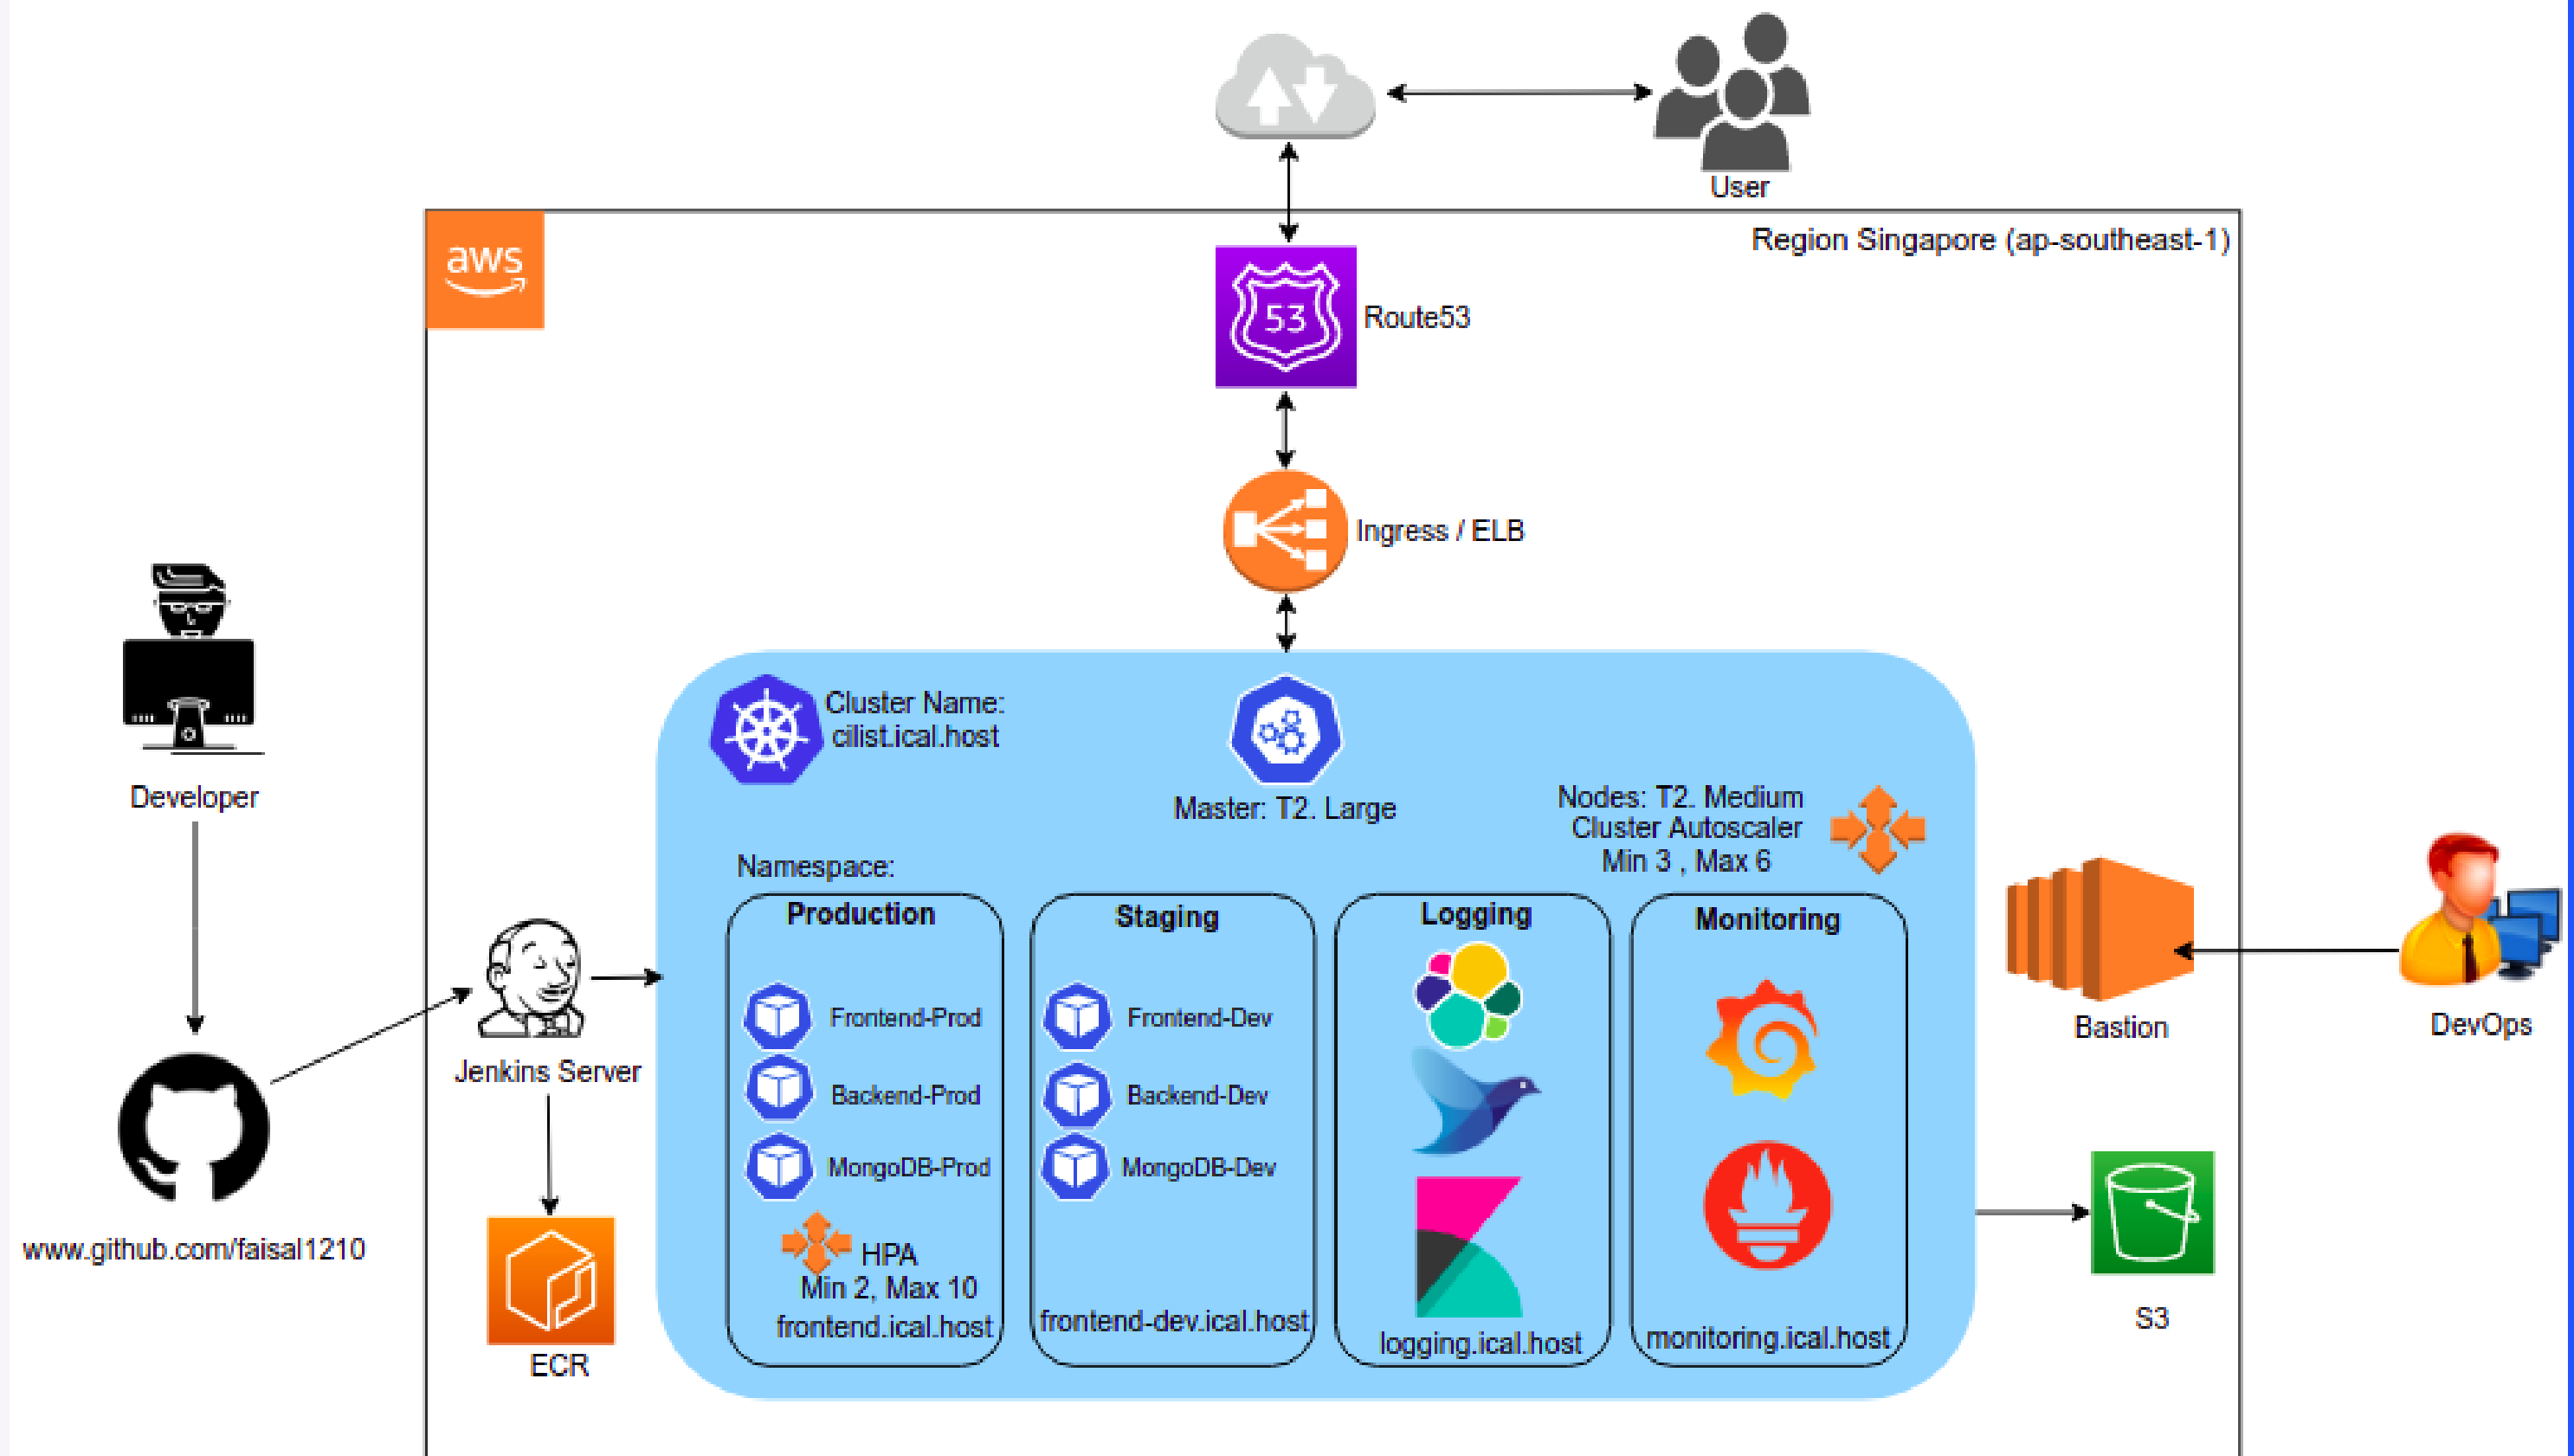 User
aws
Region Singapore (ap-southeast-1)
53
Route53
Ingress / ELB
Developer
www.github.com/faisal1210
Jenkins Server
ECR
Cluster Name:
cilist.ical.host
Master: T2. Large
Nodes: T2. Medium
Cluster Autoscaler
Min 3 , Max 6
Namespace:
Production
Frontend-Prod
Backend-Prod
MongoDB-Prod
HPA
Min 2, Max 10
frontend.ical.host
Staging
Frontend-Dev
Backend-Dev
MongoDB-Dev
frontend-dev.ical.host
Logging
logging.ical.host
Monitoring
monitoring.ical.host
Bastion
DevOps
S3